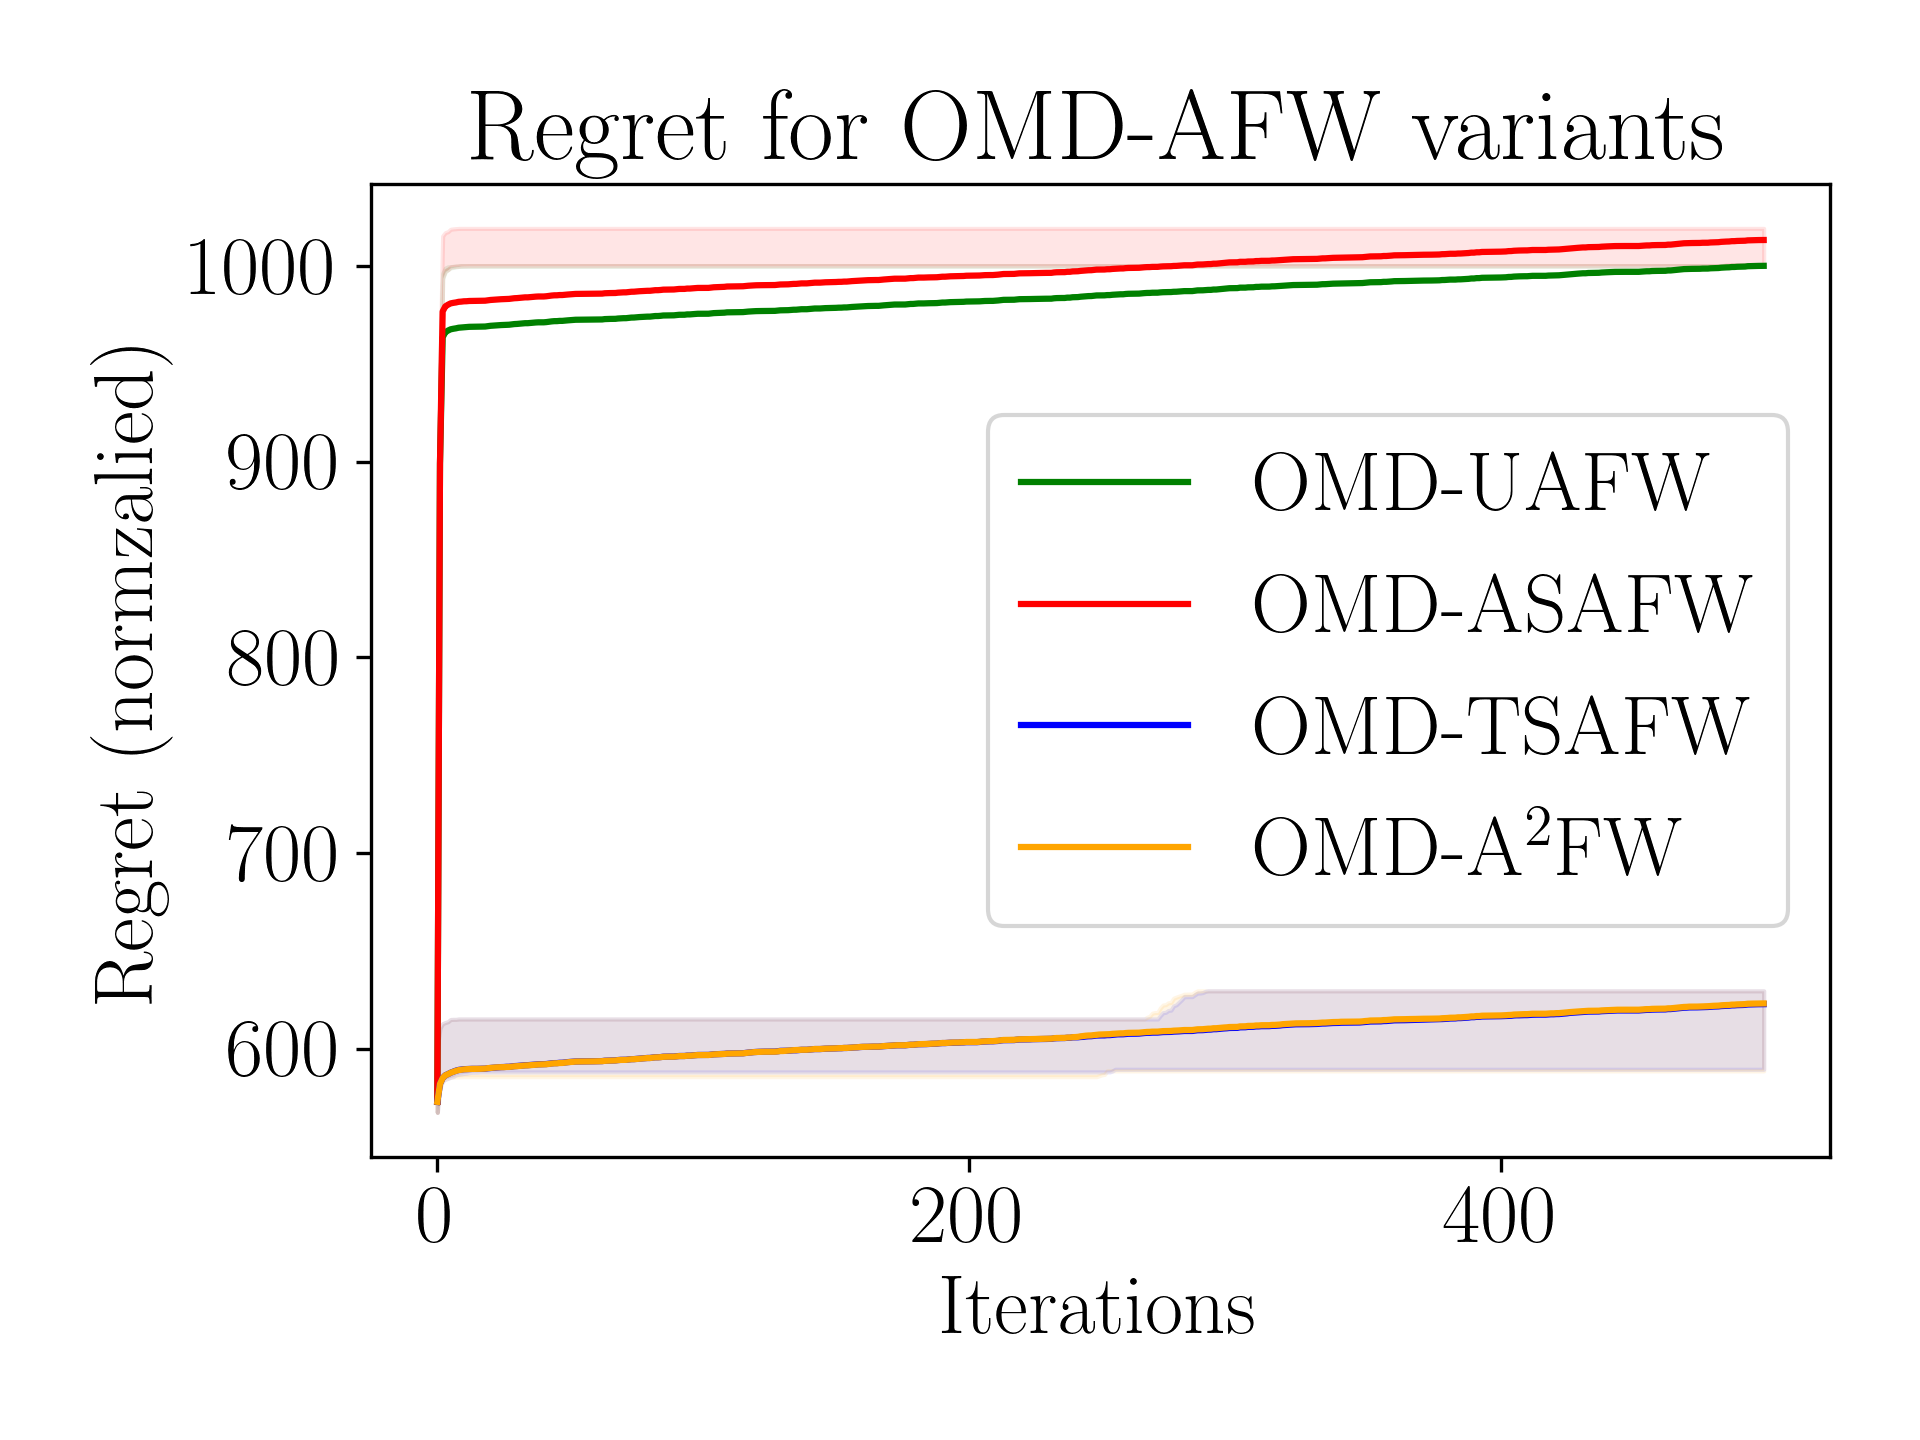 Regret for OMD-AFW variants
Regret (normzalied)
1000
900
800
700
600
OMD-UAFW
OMD-ASAFW
OMD-TSAFW
OMD-A²FW
0 200 400
Iterations